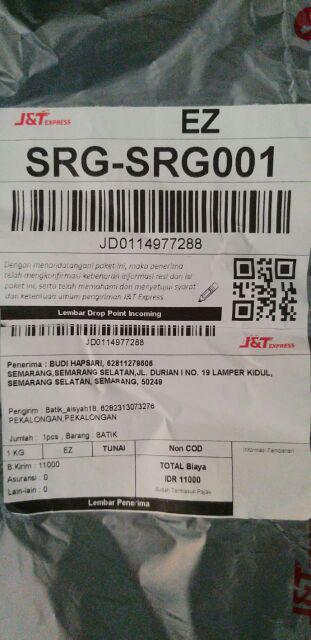 J&T EXPRESS
EZ
SRG-SRG001
JD0114977288
Dengan menandatangani paket ini, maka penerima
telah mengkonfirmasi kebenaran informasi resi dan isi
paket ini, serta telah memahami dan menyetujui syarat
dan ketentuan umum pengiriman J&T Express
Lembar Drop Point Incoming
JD0114977288
J&T EXPRESS
Penerima : BUDI HAPSARI, 62811279606
SEMARANG,SEMARANG SELATAN,JL. DURIAN I NO. 19 LAMPER KIDUL,
SEMARANG SELATAN, SEMARANG, 50249
Pengirim : Batik_aisyah18, 6282313073276
PEKALONGAN,PEKALONGAN
Jumlah : 1pcs , Barang : BATIK
1 KG EZ TUNAI Non COD Informasi Tambahan
B.Kirim : 11000 TOTAL Biaya
Asuransi : 0 IDR 11000
Lain-lain : 0 Sudah Termasuk Pajak
Lembar Penerima
J&T